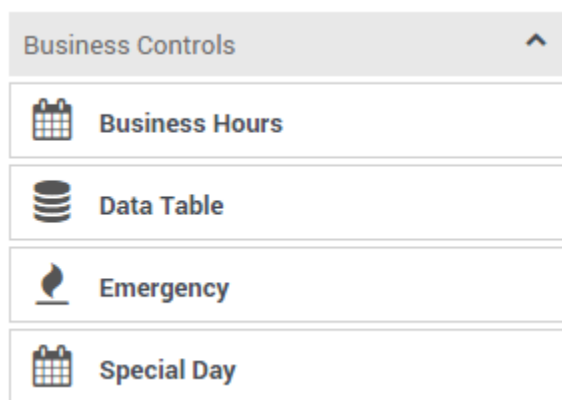 Business Controls
Business Hours
Data Table
Emergency
Special Day